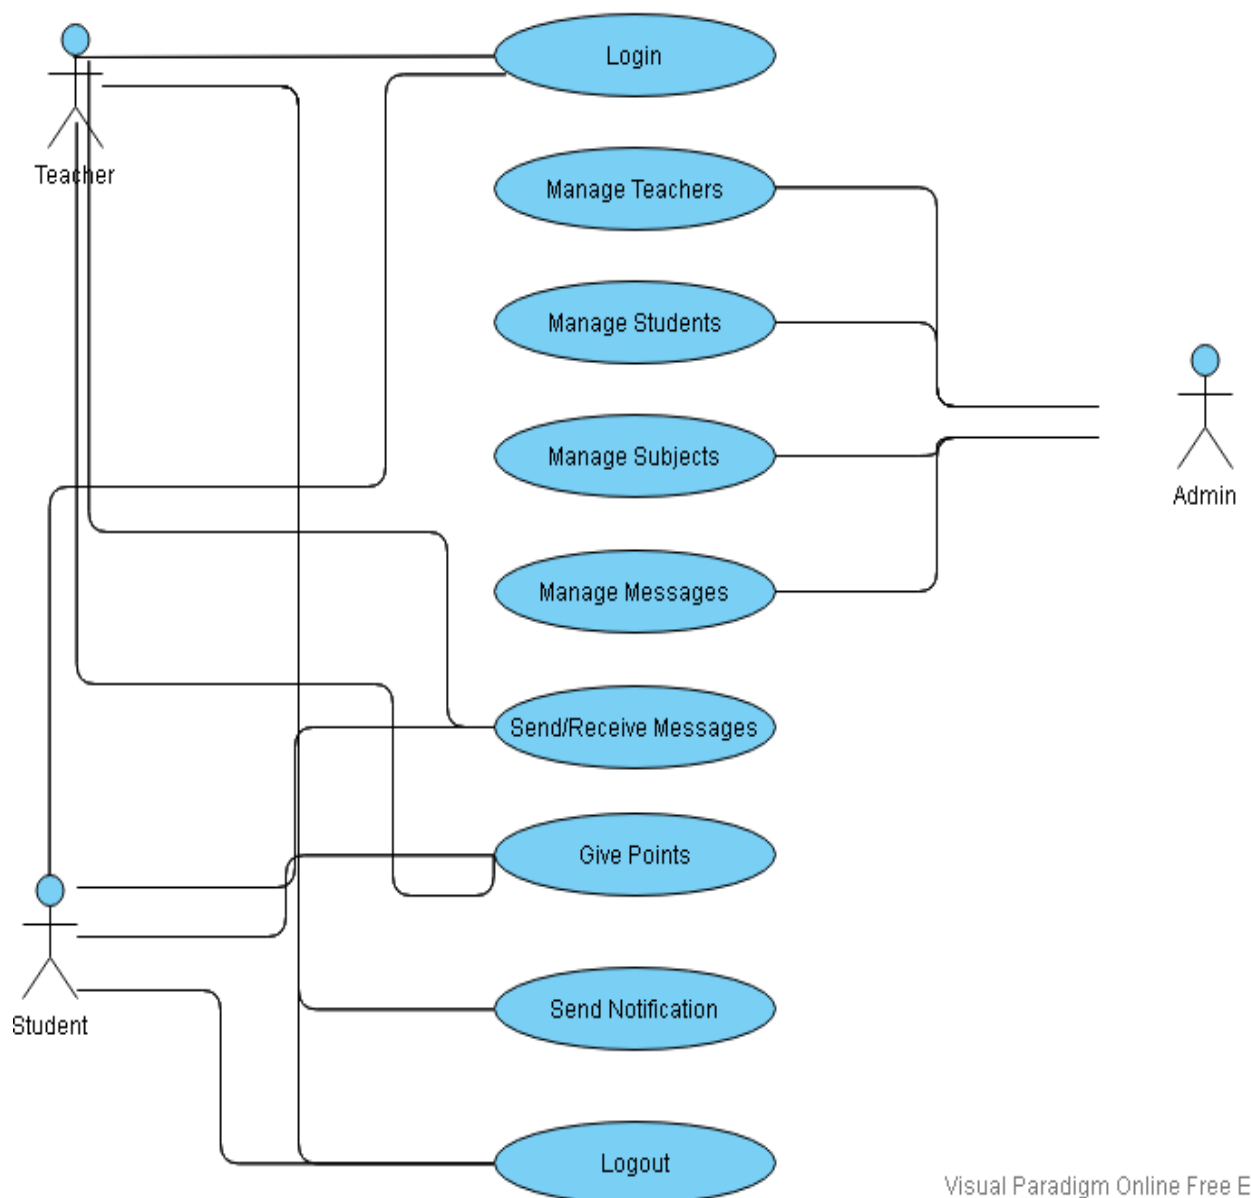 Login
Teacher
Manage Teachers
Manage Students
Manage Subjects
Admin
Manage Messages
Send/Receive Messages
Give Points
Send Notification
Student
Logout
Visual Paradigm Online Free E